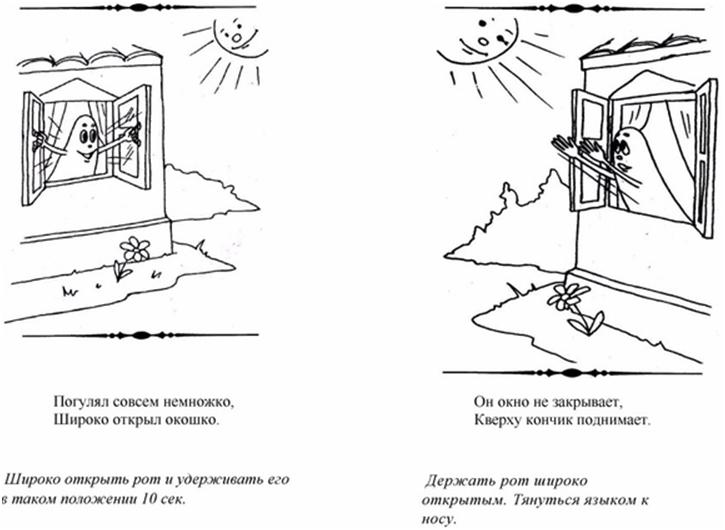 Погулял совсем немножко,
Широко открыл окошко.
Широко открыть рот и удерживать его
в таком положении 10 сек.
Он окно не закрывает,
Кверху кончик поднимает.
Держать рот широко
открытым. Тянуться языком к
носу.